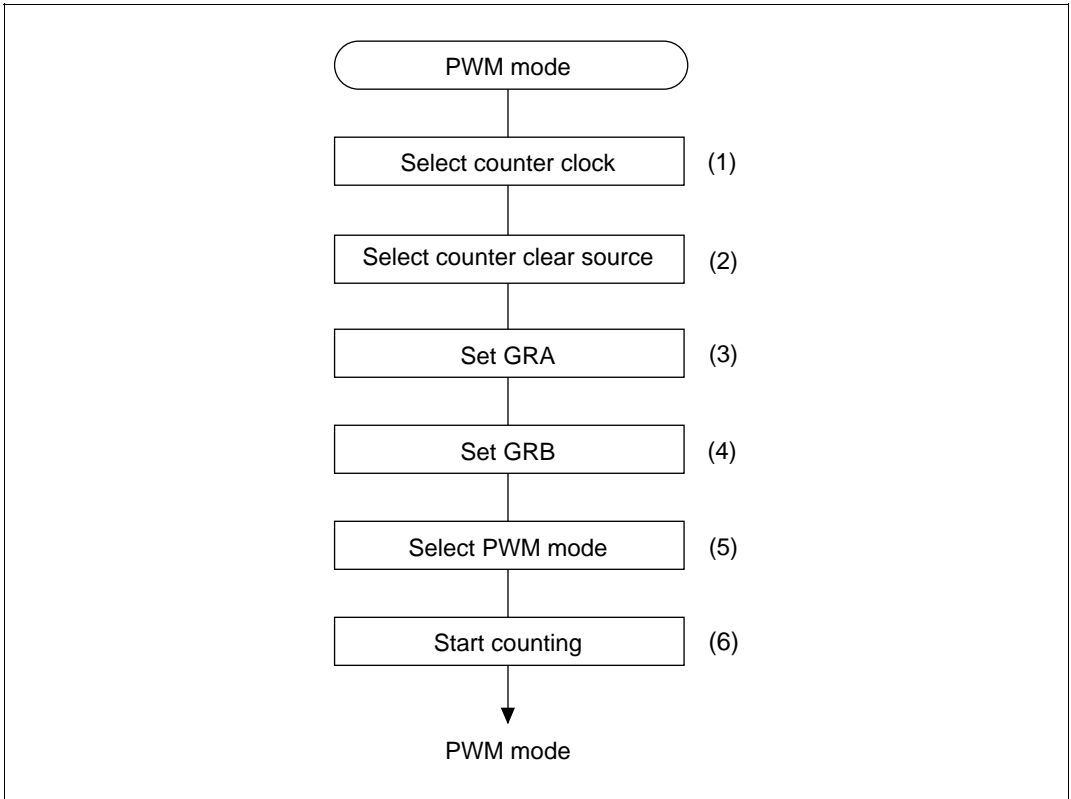 PWM mode
Select counter clock (1)
Select counter clear source (2)
Set GRA (3)
Set GRB (4)
Select PWM mode (5)
Start counting (6)
PWM mode